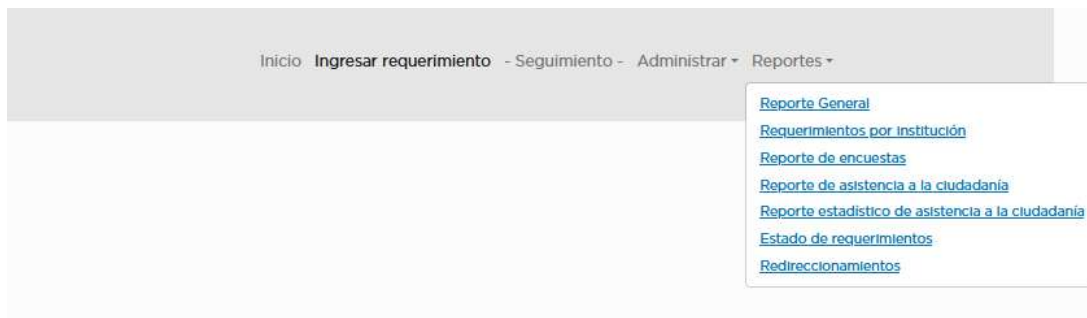 Inicio Ingresar requerimiento - Seguimiento - Administrar Reportes
Reporte General
Requerimientos por institución
Reporte de encuestas
Reporte de asistencia a la ciudadanía
Reporte estadístico de asistencia a la ciudadanía
Estado de requerimientos
Redireccionamientos